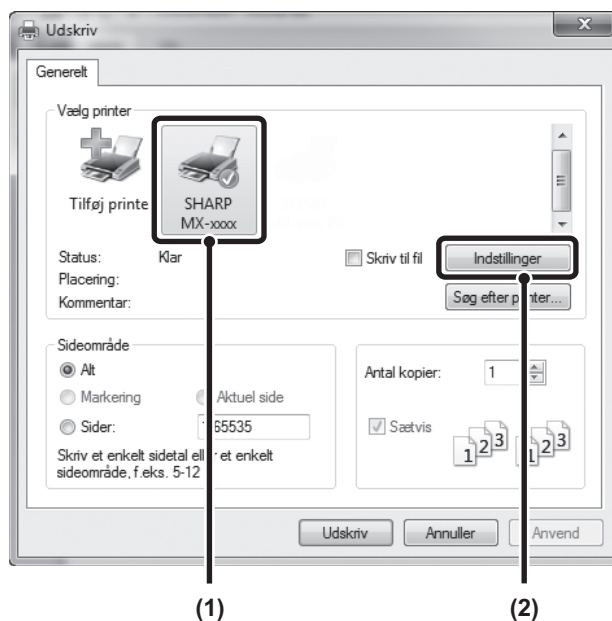 Udskriv
Generelt
Vælg printer
Tilføj printe
SHARP
MX-xxxx
Status: Klar
Placering:
Kommentar:
Skriv til fil
Indstillinger
Søg efter printer...
Sideområde
Alt
Markering
Aktuel side
Sider:
65535
Skriv et enkelt sidetal eller et enkelt
sideområde, f.eks. 5-12
Antal kopier: 1
Sætvis
1 2 3 1 2 3
Udskriv
Annuller
Anvend
(1)
(2)